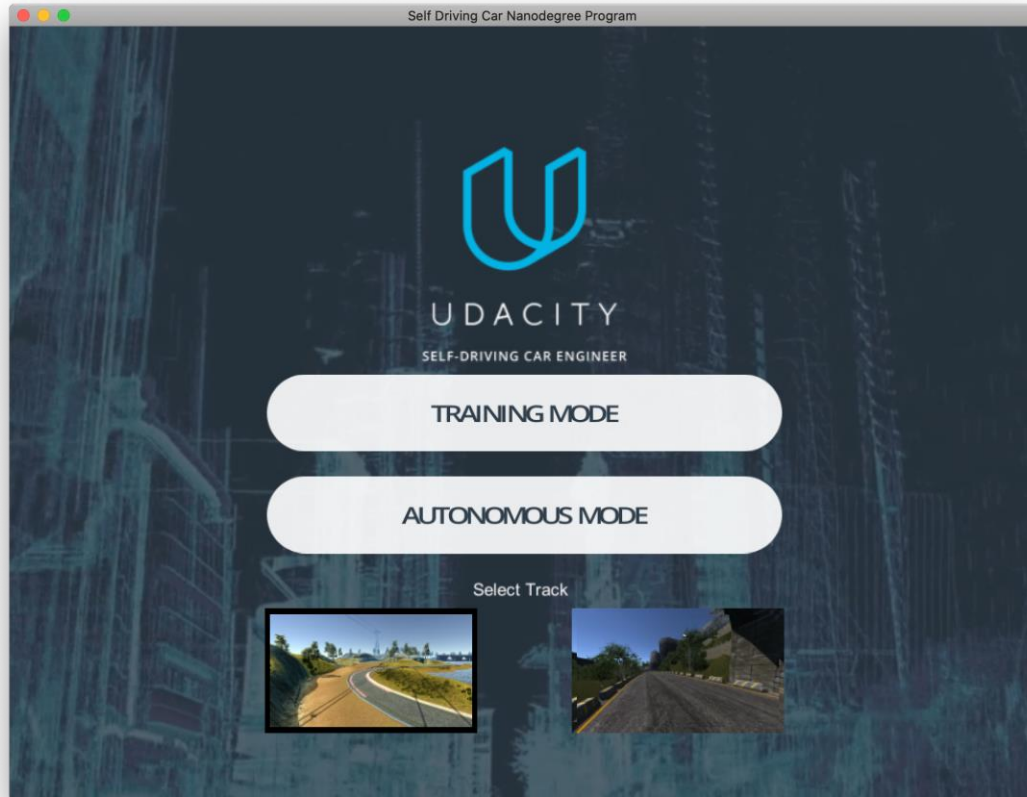 Self Driving Car Nanodegree Program
UDACITY
SELF-DRIVING CAR ENGINEER
TRAINING MODE
AUTONOMOUS MODE
Select Track